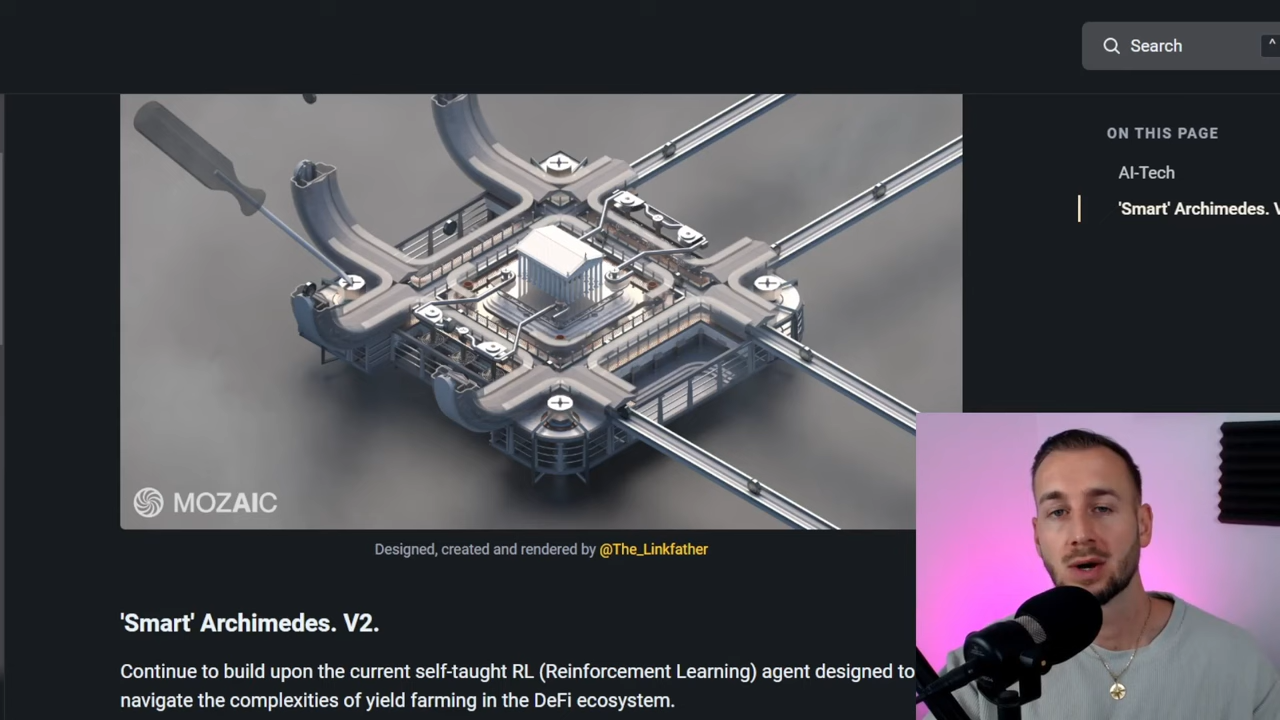 Search
^
ON THIS PAGE
AI-Tech
'Smart' Archimedes. V
MOZAIC
Designed, created and rendered by @The_Linkfather
'Smart' Archimedes. V2.
Continue to build upon the current self-taught RL (Reinforcement Learning) agent designed to
navigate the complexities of yield farming in the DeFi ecosystem.